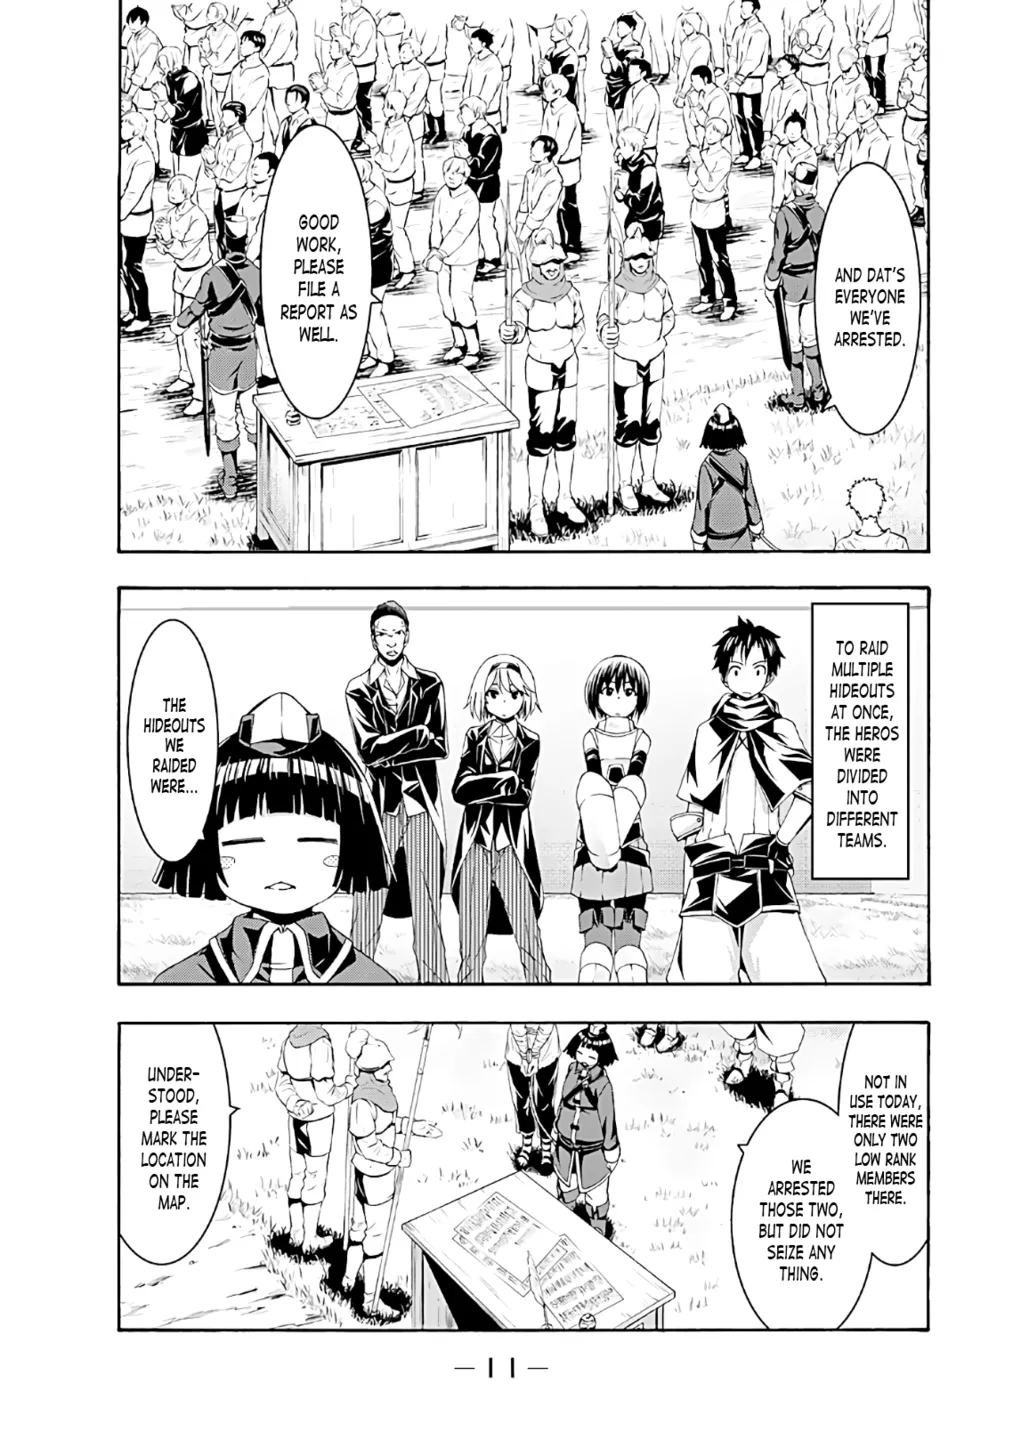 AND DAT'S
EVERYONE
WE'VE
ARRESTED.
GOOD
WORK,
PLEASE
FILE A
REPORT AS
WELL.
TO RAID
MULTIPLE
HIDEOUTS
AT ONCE,
THE HEROS
WERE
DIVIDED
INTO
DIFFERENT
TEAMS.
THE
HIDEOUTS
WE
RAIDED
WERE...
NOT IN
USE TODAY,
THERE WERE
ONLY TWO
LOW RANK
MEMBERS
THERE.
WE
ARRESTED
THOSE TWO,
BUT DID NOT
SEIZE ANY
THING.
UNDER-
STOOD,
PLEASE
MARK THE
LOCATION
ON THE
MAP.
— 11 —